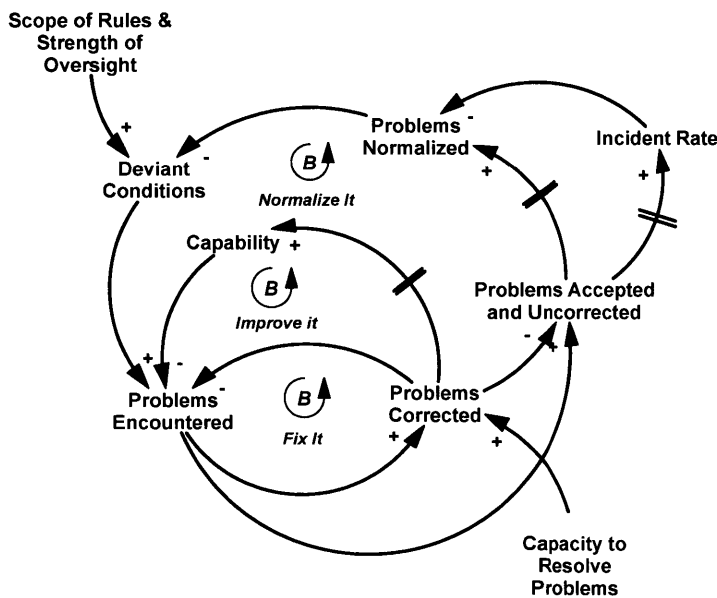 Scope of Rules &
Strength of
Oversight
+
Problems
Normalized
-
+
Incident Rate
+
Deviant
Conditions
-
B
Normalize It
Capability
+
B
Improve it
Problems Accepted
and Uncorrected
-
+
+
-
Problems
Encountered
-
B
Fix It
Problems
Corrected
+
+
Capacity to
Resolve
Problems